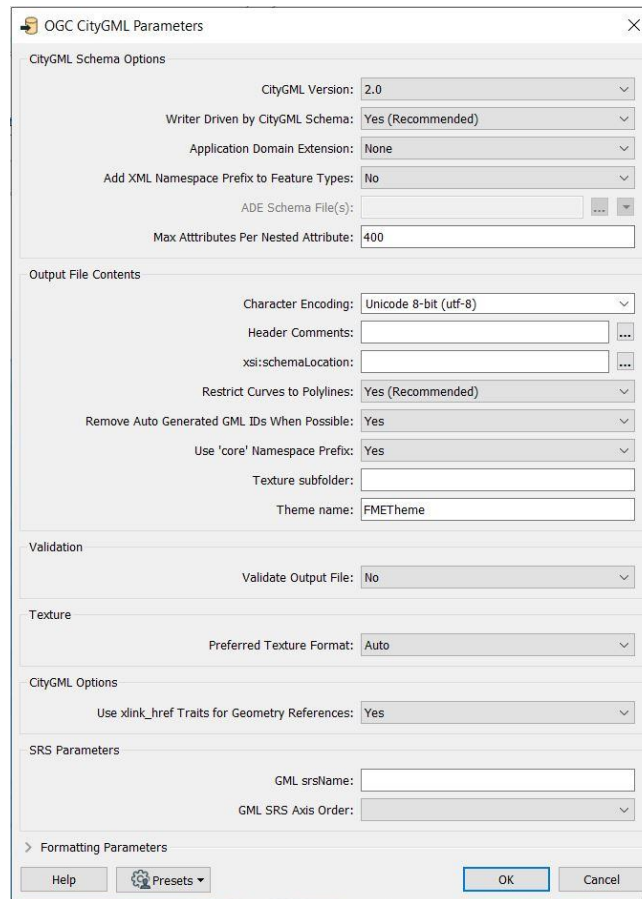 OGC CityGML Parameters
CityGML Schema Options
CityGML Version: 2.0
Writer Driven by CityGML Schema: Yes (Recommended)
Application Domain Extension: None
Add XML Namespace Prefix to Feature Types: No
ADE Schema File(s): ...
Max Atttributes Per Nested Attribute: 400
Output File Contents
Character Encoding: Unicode 8-bit (utf-8)
Header Comments: ...
xsi:schemaLocation: ...
Restrict Curves to Polylines: Yes (Recommended)
Remove Auto Generated GML IDs When Possible: Yes
Use 'core' Namespace Prefix: Yes
Texture subfolder:
Theme name: FMETheme
Validation
Validate Output File: No
Texture
Preferred Texture Format: Auto
CityGML Options
Use xlink_href Traits for Geometry References: Yes
SRS Parameters
GML srsName:
GML SRS Axis Order:
Formatting Parameters
Help Presets OK Cancel